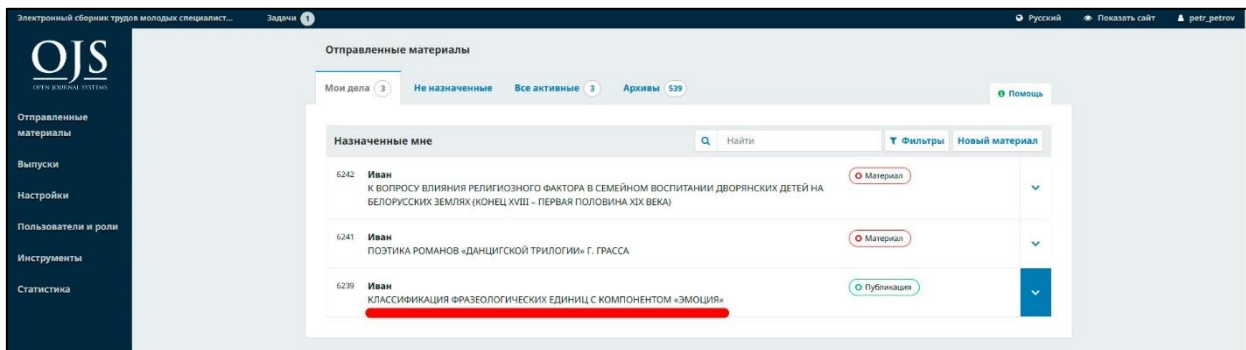 Электронный сборник трудов молодых специалист...
Задачи 1
Русский
Показать сайт
petr_petrov
OJS
OPEN JOURNAL SYSTEMS
Отправленные
материалы
Выпуски
Настройки
Пользователи и роли
Инструменты
Статистика
Отправленные материалы
Мои дела 3
Не назначенные
Все активные 3
Архивы 539
Помощь
Назначенные мне
Найти
Фильтры
Новый материал
6242 Иван
Материал
К ВОПРОСУ ВЛИЯНИЯ РЕЛИГИОЗНОГО ФАКТОРА В СЕМЕЙНОМ ВОСПИТАНИИ ДВОРЯНСКИХ ДЕТЕЙ НА
БЕЛОРУССКИХ ЗЕМЛЯХ (КОНЕЦ XVIII – ПЕРВАЯ ПОЛОВИНА XIX ВЕКА)
6241 Иван
Материал
ПОЭТИКА РОМАНОВ «ДАНЦИГСКОЙ ТРИЛОГИИ» Г. ГРАССА
6239 Иван
Публикация
КЛАССИФИКАЦИЯ ФРАЗЕОЛОГИЧЕСКИХ ЕДИНИЦ С КОМПОНЕНТОМ «ЭМОЦИЯ»